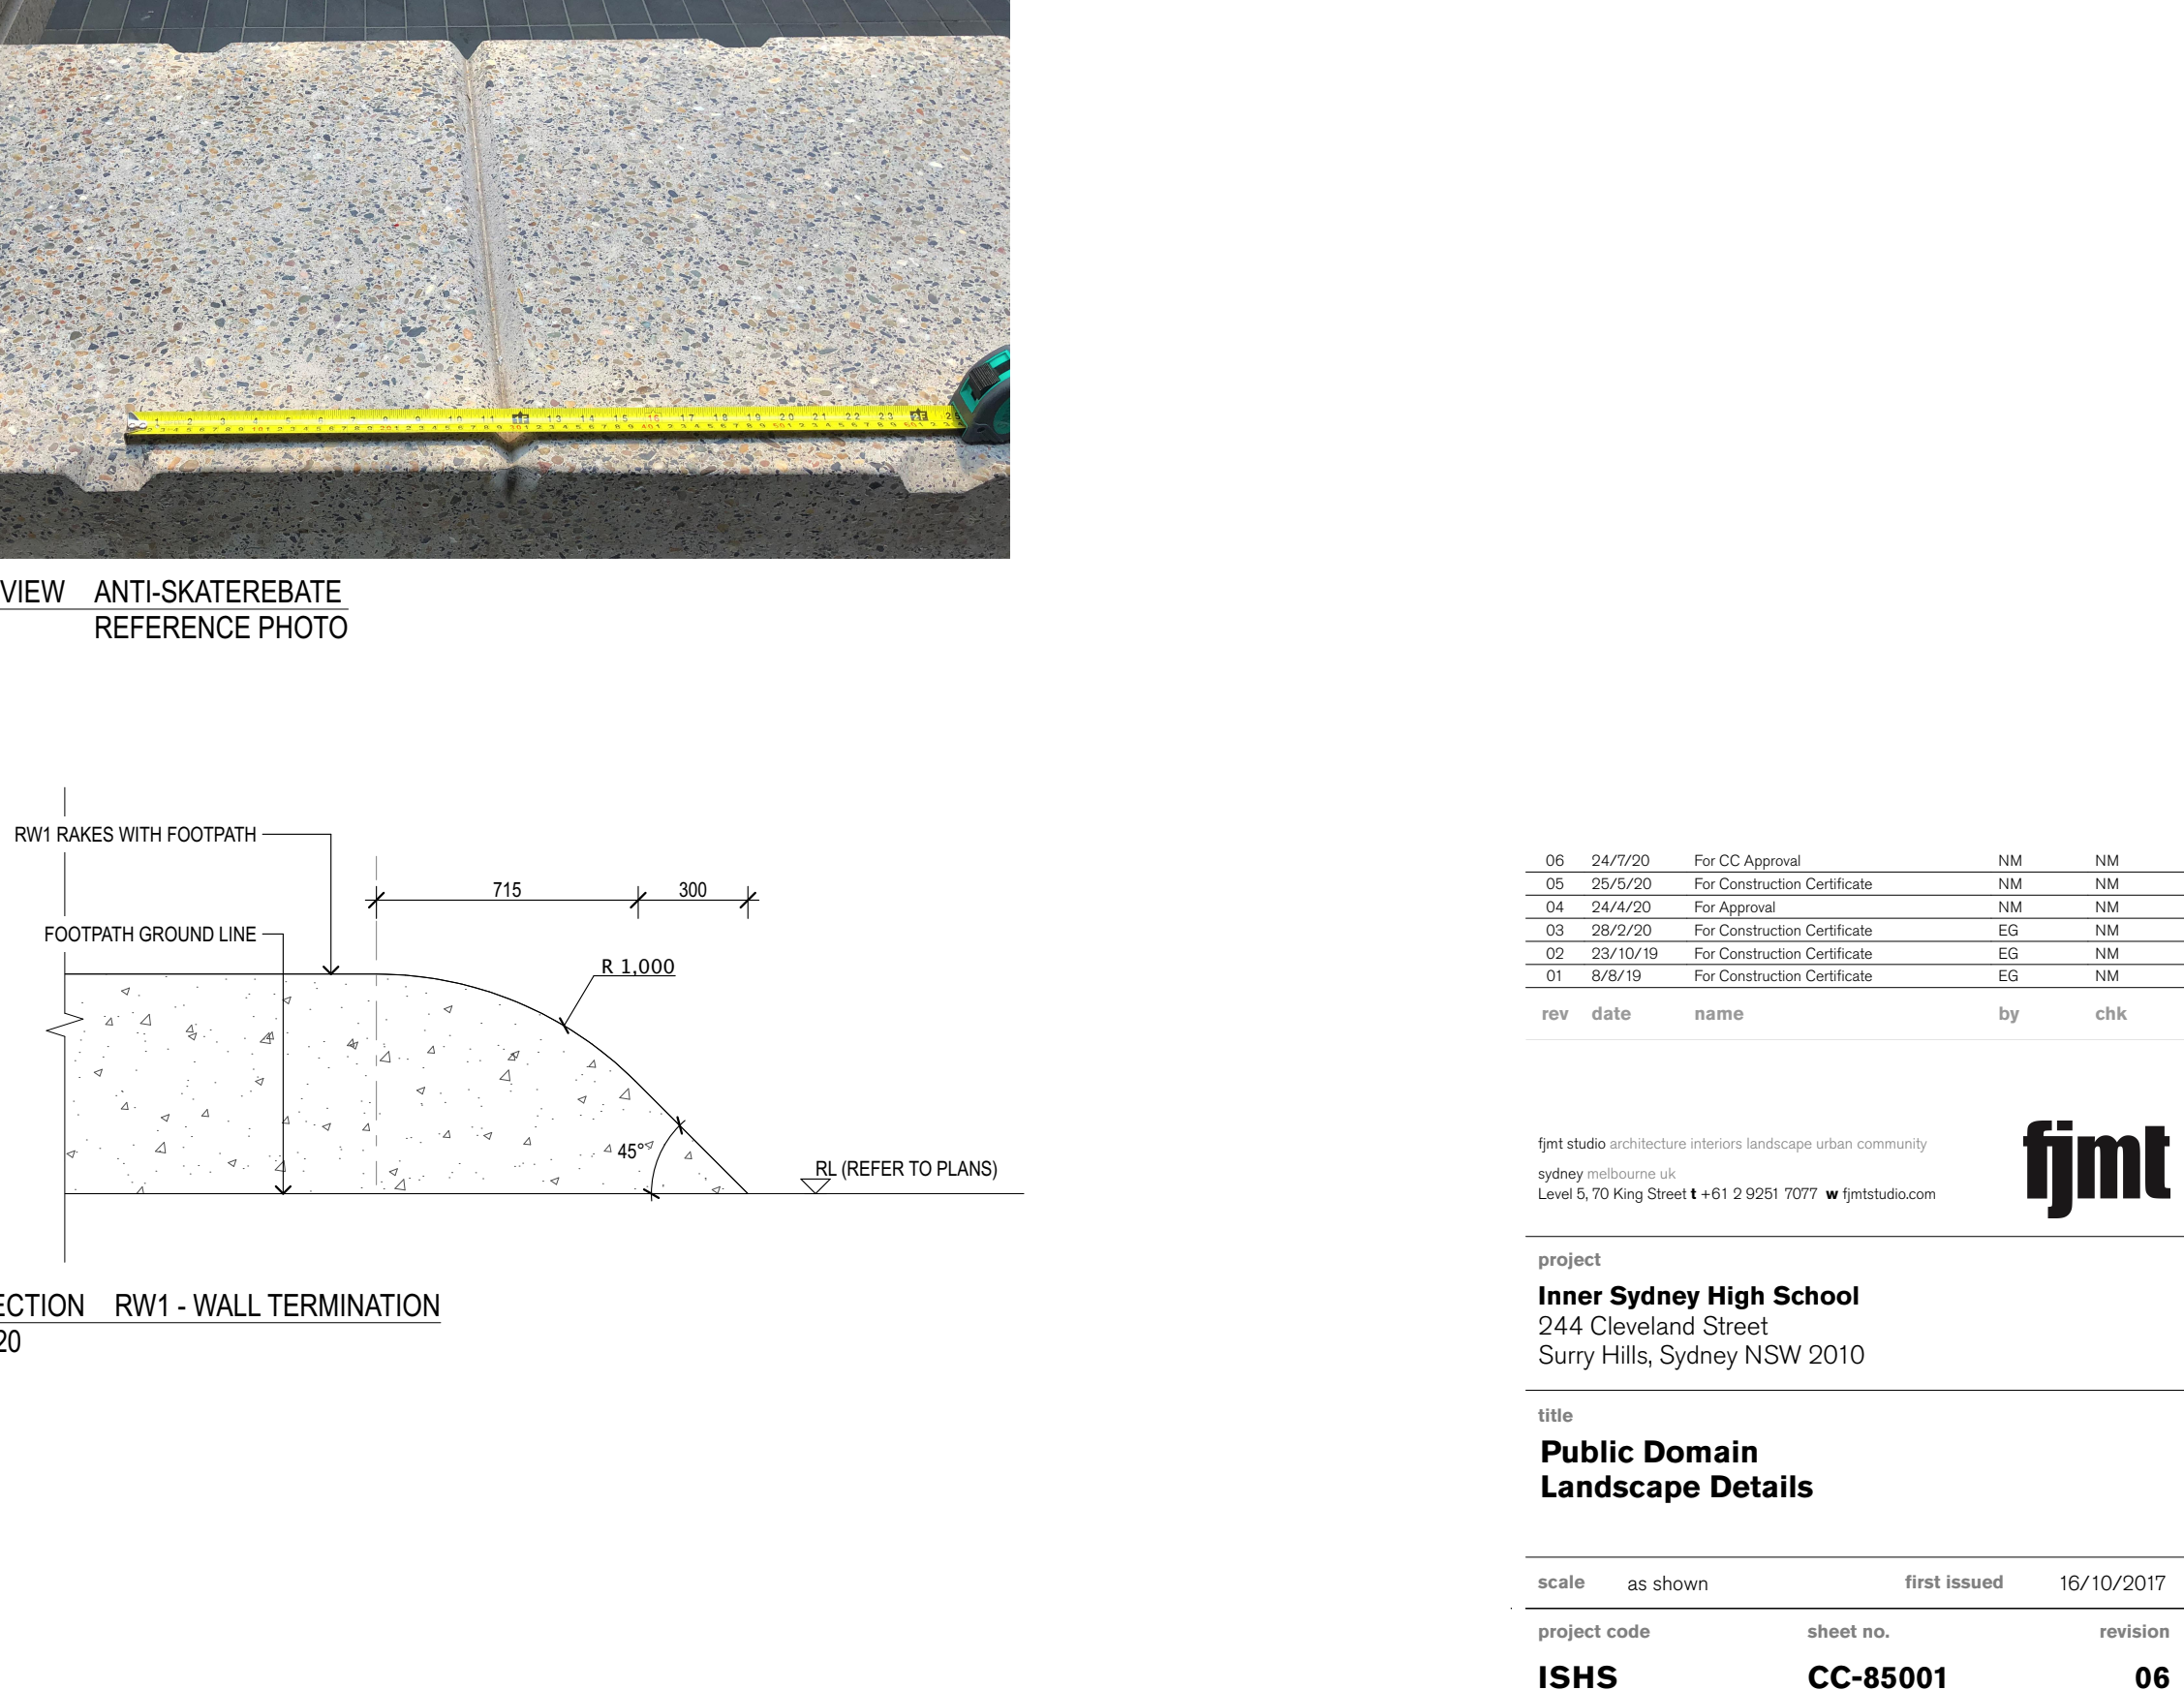 VIEW ANTI-SKATEREBATE
REFERENCE PHOTO
RW1 RAKES WITH FOOTPATH
715 300
FOOTPATH GROUND LINE
R 1,000
45°
RL (REFER TO PLANS)
ECTION RW1 - WALL TERMINATION
20
06 24/7/20 For CC Approval NM NM
05 25/5/20 For Construction Certificate NM NM
04 24/4/20 For Approval NM NM
03 28/2/20 For Construction Certificate EG NM
02 23/10/19 For Construction Certificate EG NM
01 8/8/19 For Construction Certificate EG NM
rev date name by chk
fjmt studio architecture interiors landscape urban community
sydney melbourne uk
Level 5, 70 King Street t +61 2 9251 7077 w fjmtstudio.com
fjmt
project
Inner Sydney High School
244 Cleveland Street
Surry Hills, Sydney NSW 2010
title
Public Domain
Landscape Details
scale as shown first issued 16/10/2017
project code sheet no. revision
ISHS CC-85001 06